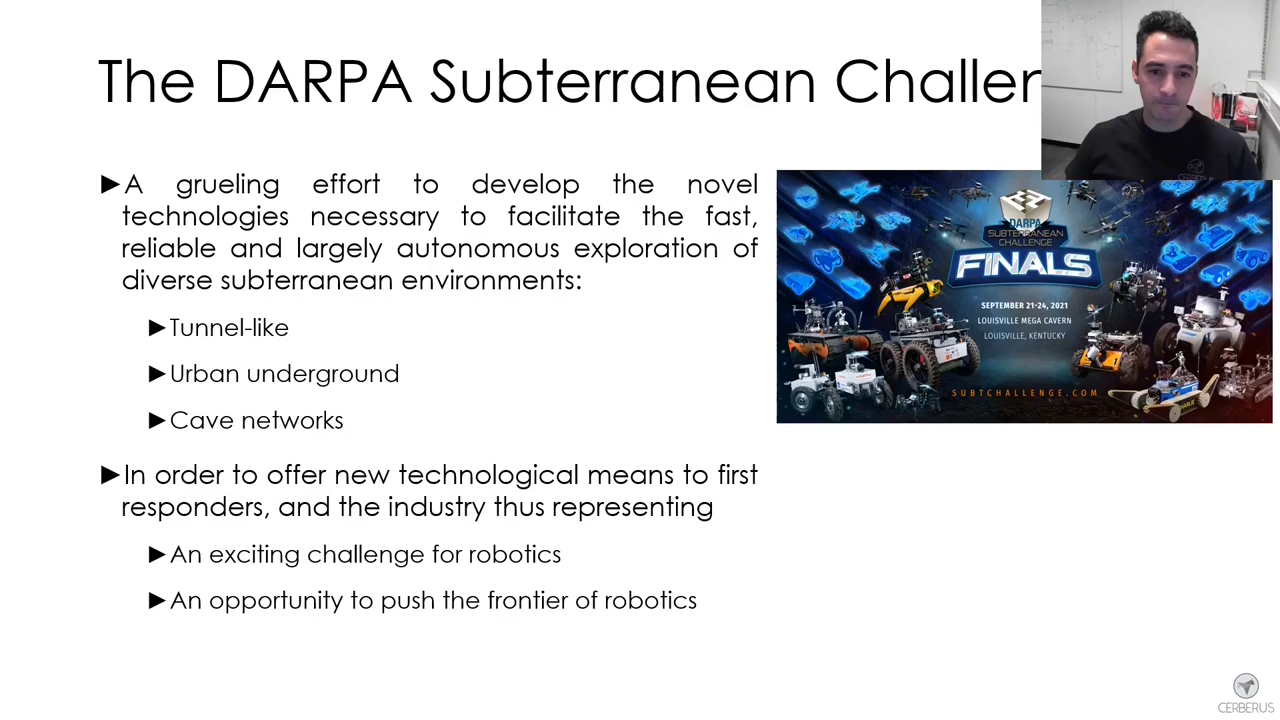 The DARPA Subterranean Challen
►A grueling effort to develop the novel
technologies necessary to facilitate the fast,
reliable and largely autonomous exploration of
diverse subterranean environments:
►Tunnel-like
►Urban underground
►Cave networks
►In order to offer new technological means to first
responders, and the industry thus representing
►An exciting challenge for robotics
►An opportunity to push the frontier of robotics
DARPA
SUBTERRANEAN
CHALLENGE
FINALS
SEPTEMBER 21-24, 2021
LOUISVILLE MEGA CAVERN
LOUISVILLE, KENTUCKY
SUBTCHALLENGE.COM
CERBERUS